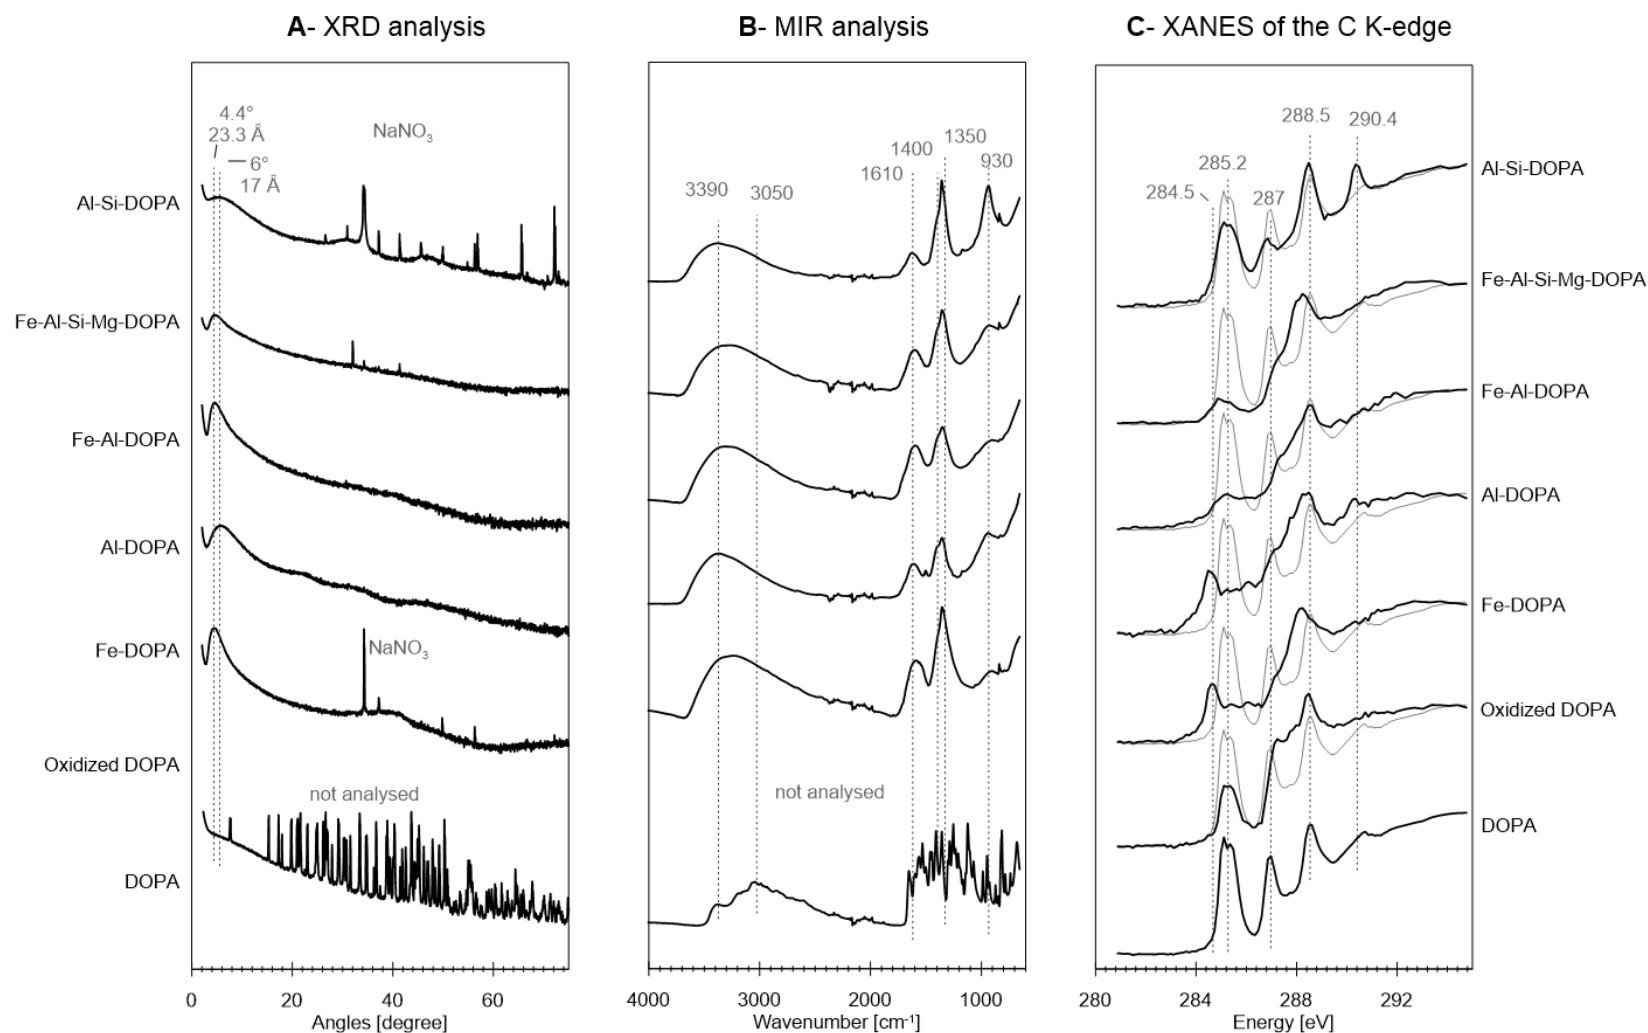 A- XRD analysis
B- MIR analysis
C- XANES of the C K-edge
4.4°
23.3 Å
6°
17 Å
NaNO3
Al-Si-DOPA
Fe-Al-Si-Mg-DOPA
Fe-Al-DOPA
Al-DOPA
Fe-DOPA
NaNO3
Oxidized DOPA
not analysed
DOPA
0
20
40
60
Angles [degree]
3390
3050
1610
1400
1350
930
not analysed
4000
3000
2000
1000
Wavenumber [cm-1]
284.5
285.2
287
288.5
290.4
Al-Si-DOPA
Fe-Al-Si-Mg-DOPA
Fe-Al-DOPA
Al-DOPA
Fe-DOPA
Oxidized DOPA
DOPA
280
284
288
292
Energy [eV]